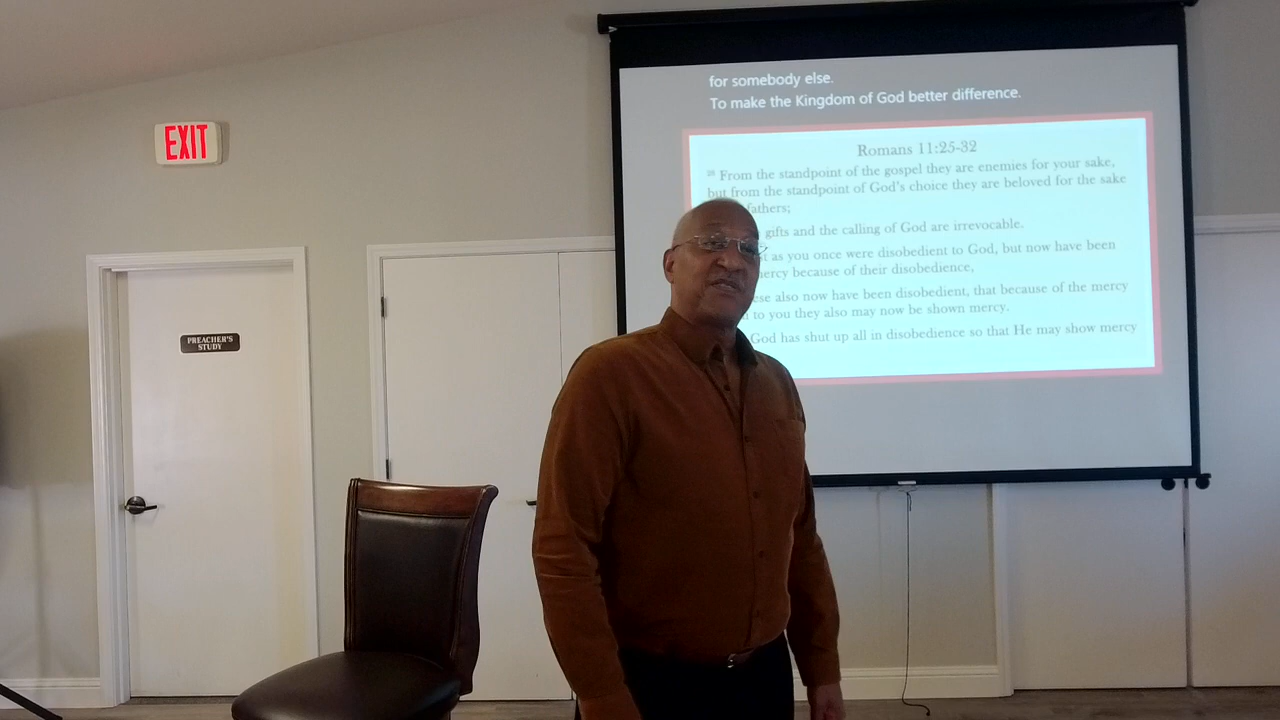 EXIT
PREACHER'S
STUDY
for somebody else.
To make the Kingdom of God better difference.
Romans 11:25-32
28 From the standpoint of the gospel they are enemies for your sake,
but from the standpoint of God's choice they are beloved for the sake
fathers;
gifts and the calling of God are irrevocable.
as you once were disobedient to God, but now have been
mercy because of their disobedience,
also now have been disobedient, that because of the mercy
to you they also may now be shown mercy.
God has shut up all in disobedience so that He may show mercy